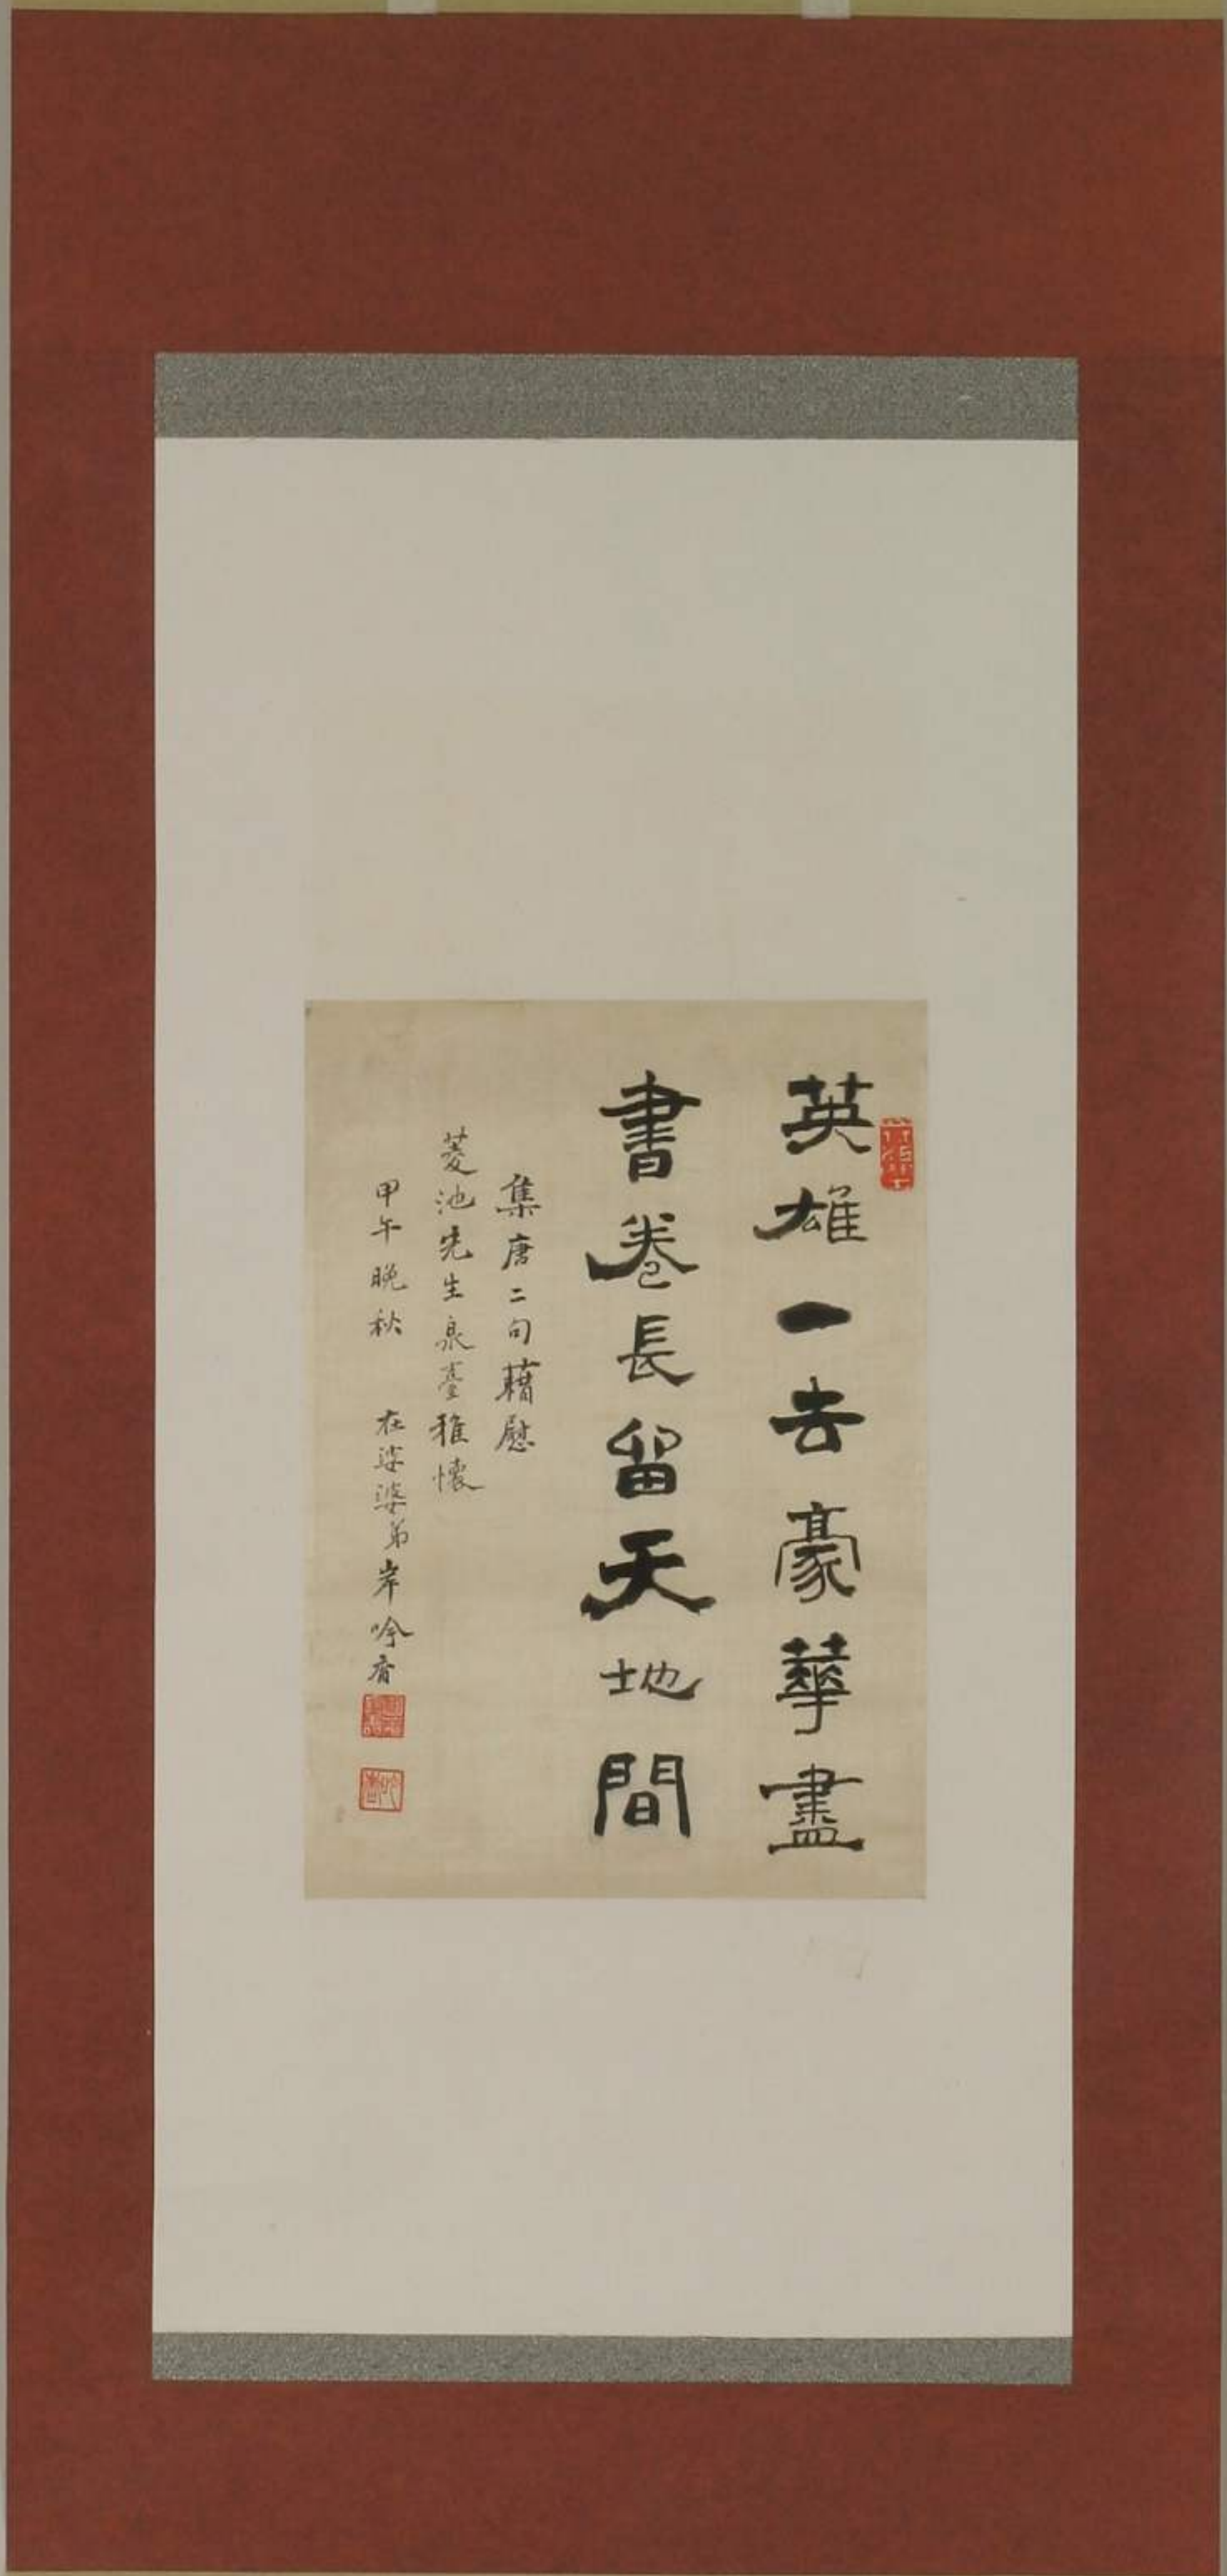 英雄一去豪華盡
書卷長留天地間
集唐二句藉慰
菱池先生泉臺雅懷
甲午晚秋 在婆婆弟岸吟香